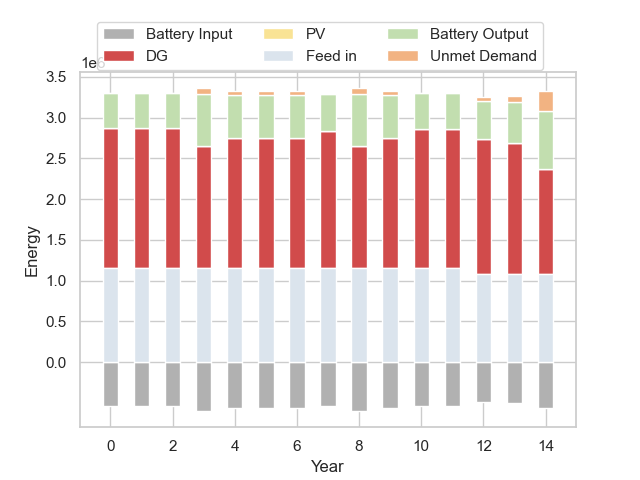 Battery Input PV Battery Output
DG Feed in Unmet Demand
1e6
3.5
3.0
2.5
2.0
1.5
1.0
0.5
0.0
Energy
0 2 4 6 8 10 12 14
Year